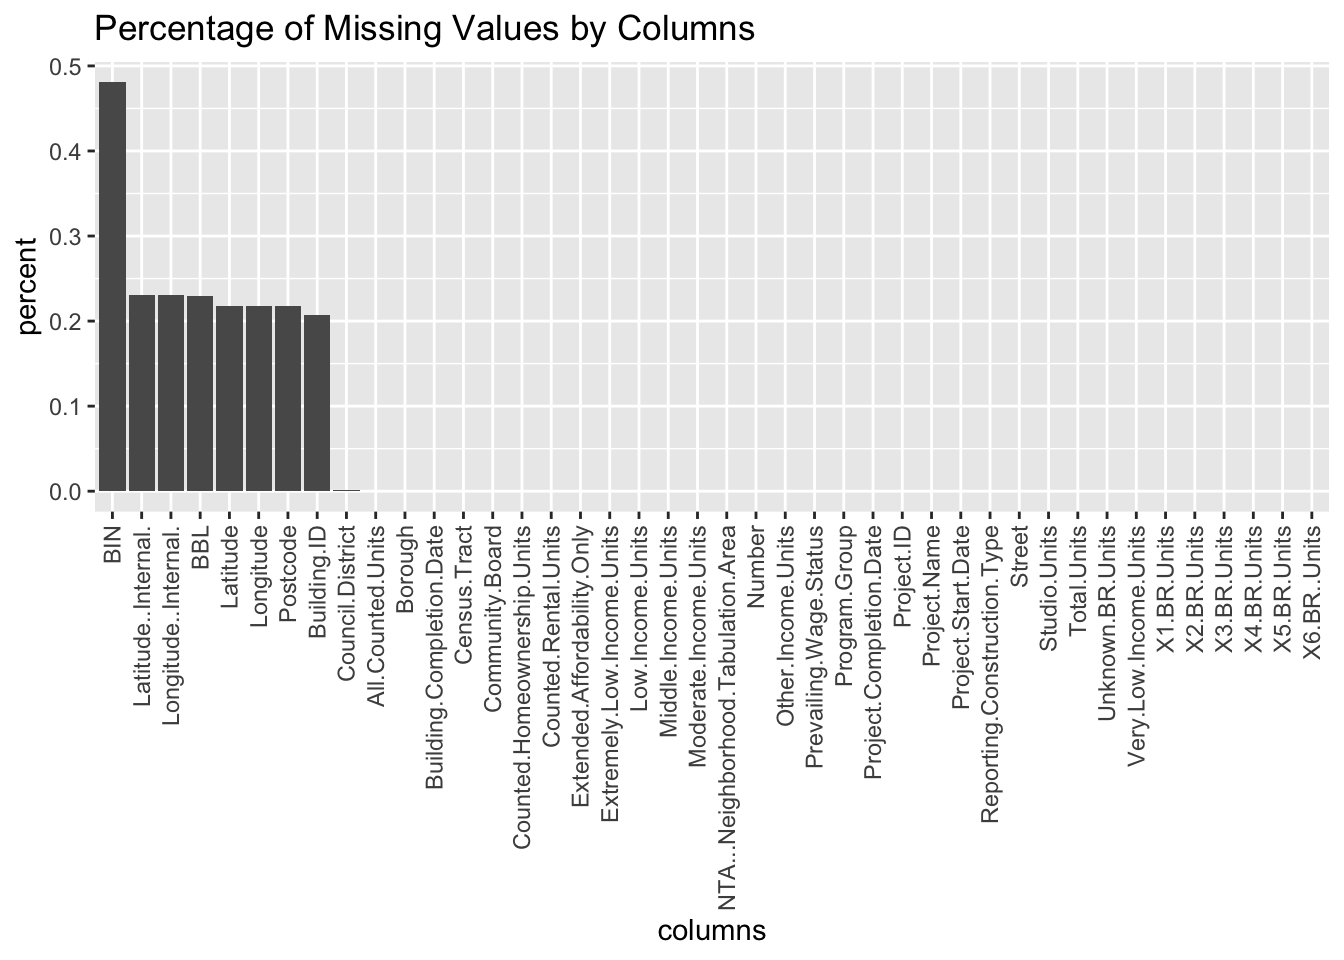 Percentage of Missing Values by Columns
0.5
0.4
0.3
0.2
0.1
0.0
percent
BIN
Latitude..Internal.
Longitude..Internal.
BBL
Latitude
Longitude
Postcode
Building.ID
Council.District
All.Counted.Units
Borough
Building.Completion.Date
Census.Tract
Community.Board
Counted.Homeownership.Units
Counted.Rental.Units
Extended.Affordability.Only
Extremely.Low.Income.Units
Low.Income.Units
Middle.Income.Units
Moderate.Income.Units
NTA...Neighborhood.Tabulation.Area
Number
Other.Income.Units
Prevailing.Wage.Status
Program.Group
Project.Completion.Date
Project.ID
Project.Name
Project.Start.Date
Reporting.Construction.Type
Street
Studio.Units
Total.Units
Unknown.BR.Units
Very.Low.Income.Units
X1.BR.Units
X2.BR.Units
X3.BR.Units
X4.BR.Units
X5.BR.Units
X6.BR..Units
columns